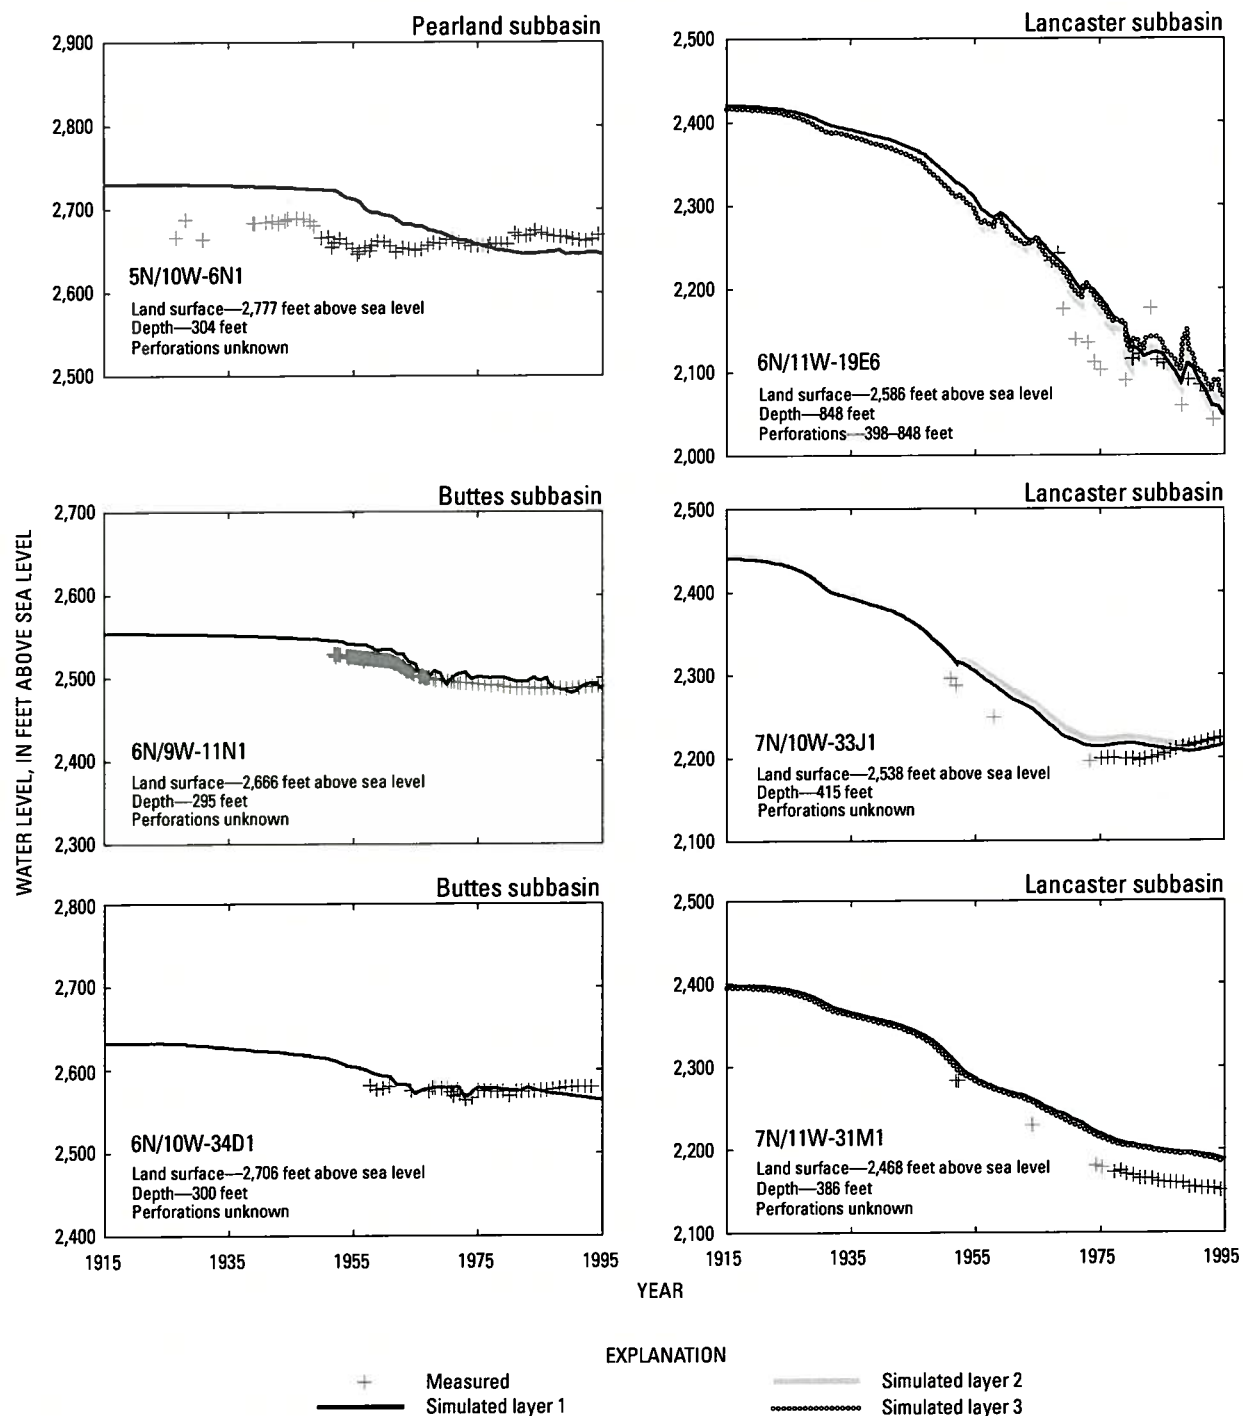 Pearland subbasin
2,900
2,800
2,700
2,600
2,500
5N/10W-6N1
Land surface—2,777 feet above sea level
Depth—304 feet
Perforations unknown
Lancaster subbasin
2,500
2,400
2,300
2,200
2,100
2,000
6N/11W-19E6
Land surface—2,586 feet above sea level
Depth—848 feet
Perforations—398–848 feet
WATER LEVEL, IN FEET ABOVE SEA LEVEL
Buttes subbasin
2,700
2,600
2,500
2,400
2,300
6N/9W-11N1
Land surface—2,666 feet above sea level
Depth—295 feet
Perforations unknown
Lancaster subbasin
2,500
2,400
2,300
2,200
2,100
7N/10W-33J1
Land surface—2,538 feet above sea level
Depth—415 feet
Perforations unknown
Buttes subbasin
2,800
2,700
2,600
2,500
2,400
6N/10W-34D1
Land surface—2,706 feet above sea level
Depth—300 feet
Perforations unknown
1915 1935 1955 1975 1995
Lancaster subbasin
2,500
2,400
2,300
2,200
2,100
7N/11W-31M1
Land surface—2,468 feet above sea level
Depth—386 feet
Perforations unknown
1915 1935 1955 1975 1995
YEAR
EXPLANATION
Measured
Simulated layer 1
Simulated layer 2
Simulated layer 3